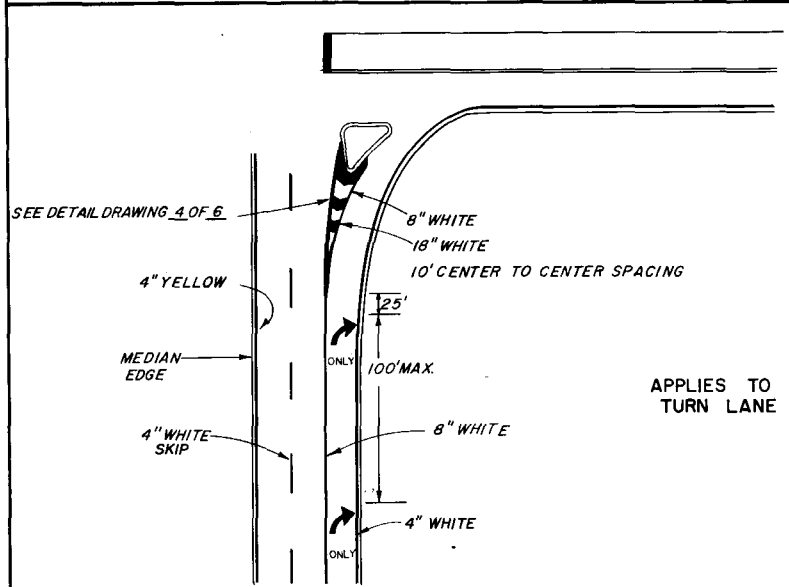 SEE DETAIL DRAWING 4 OF 6
8" WHITE
18" WHITE
10' CENTER TO CENTER SPACING
4" YELLOW
25'
MEDIAN
EDGE
ONLY
100' MAX.
APPLIES TO
TURN LANE
4" WHITE
SKIP
8" WHITE
4" WHITE
ONLY